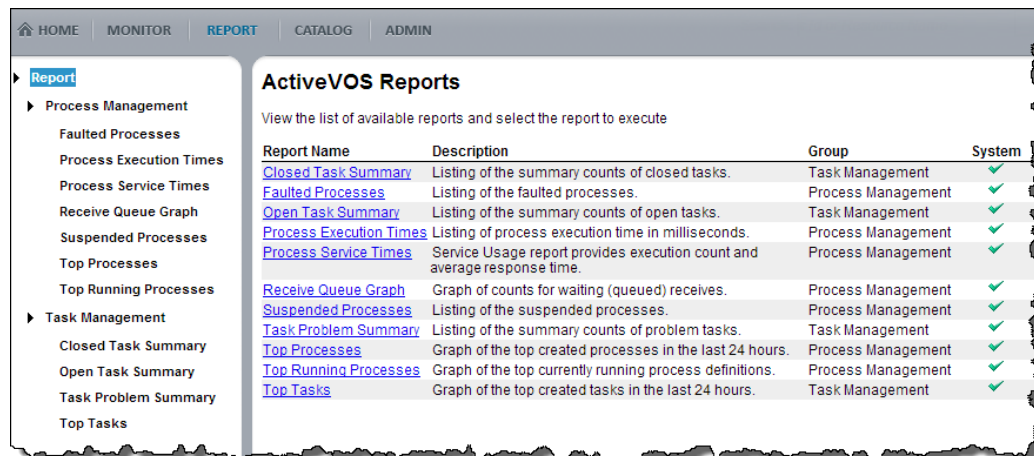 HOME MONITOR REPORT CATALOG ADMIN
Report
Process Management
Faulted Processes
Process Execution Times
Process Service Times
Receive Queue Graph
Suspended Processes
Top Processes
Top Running Processes
Task Management
Closed Task Summary
Open Task Summary
Task Problem Summary
Top Tasks
ActiveVOS Reports
View the list of available reports and select the report to execute
Report Name Description Group System
Closed Task Summary Listing of the summary counts of closed tasks. Task Management
Faulted Processes Listing of the faulted processes. Process Management
Open Task Summary Listing of the summary counts of open tasks. Task Management
Process Execution Times Listing of process execution time in milliseconds. Process Management
Process Service Times Service Usage report provides execution count and Process Management
average response time.
Receive Queue Graph Graph of counts for waiting (queued) receives. Process Management
Suspended Processes Listing of the suspended processes. Process Management
Task Problem Summary Listing of the summary counts of problem tasks. Task Management
Top Processes Graph of the top created processes in the last 24 hours. Process Management
Top Running Processes Graph of the top currently running process definitions. Process Management
Top Tasks Graph of the top created tasks in the last 24 hours. Task Management